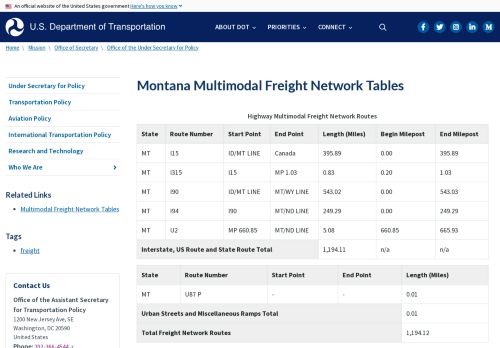 An official website of the United States government Here's how you know
U.S. Department of Transportation
ABOUT DOT
PRIORITIES
CONNECT
Home \ Mission \ Office of Secretary \ Office of the Under Secretary for Policy
Under Secretary for Policy
Transportation Policy
Aviation Policy
International Transportation Policy
Research and Technology
Who We Are
Related Links
Multimodal Freight Network Tables
Tags
freight
Contact Us
Office of the Assistant Secretary
for Transportation Policy
1200 New Jersey Ave, SE
Washington, DC 20590
United States
Phone: 202-366-4544
Montana Multimodal Freight Network Tables
Highway Multimodal Freight Network Routes
State Route Number Start Point End Point Length (Miles) Begin Milepost End Milepost
MT I15 ID/MT LINE Canada 395.89 0.00 395.89
MT I315 I15 MP 1.03 0.83 0.20 1.03
MT I90 ID/MT LINE MT/WY LINE 543.02 0.00 543.03
MT I94 I90 MT/ND LINE 249.29 0.00 249.29
MT U2 MP 660.85 MT/ND LINE 5.08 660.85 665.93
Interstate, US Route and State Route Total 1,194.11 n/a n/a
State Route Number Start Point End Point Length (Miles)
MT U87 P - - 0.01
Urban Streets and Miscellaneous Ramps Total 0.01
Total Freight Network Routes 1,194.12